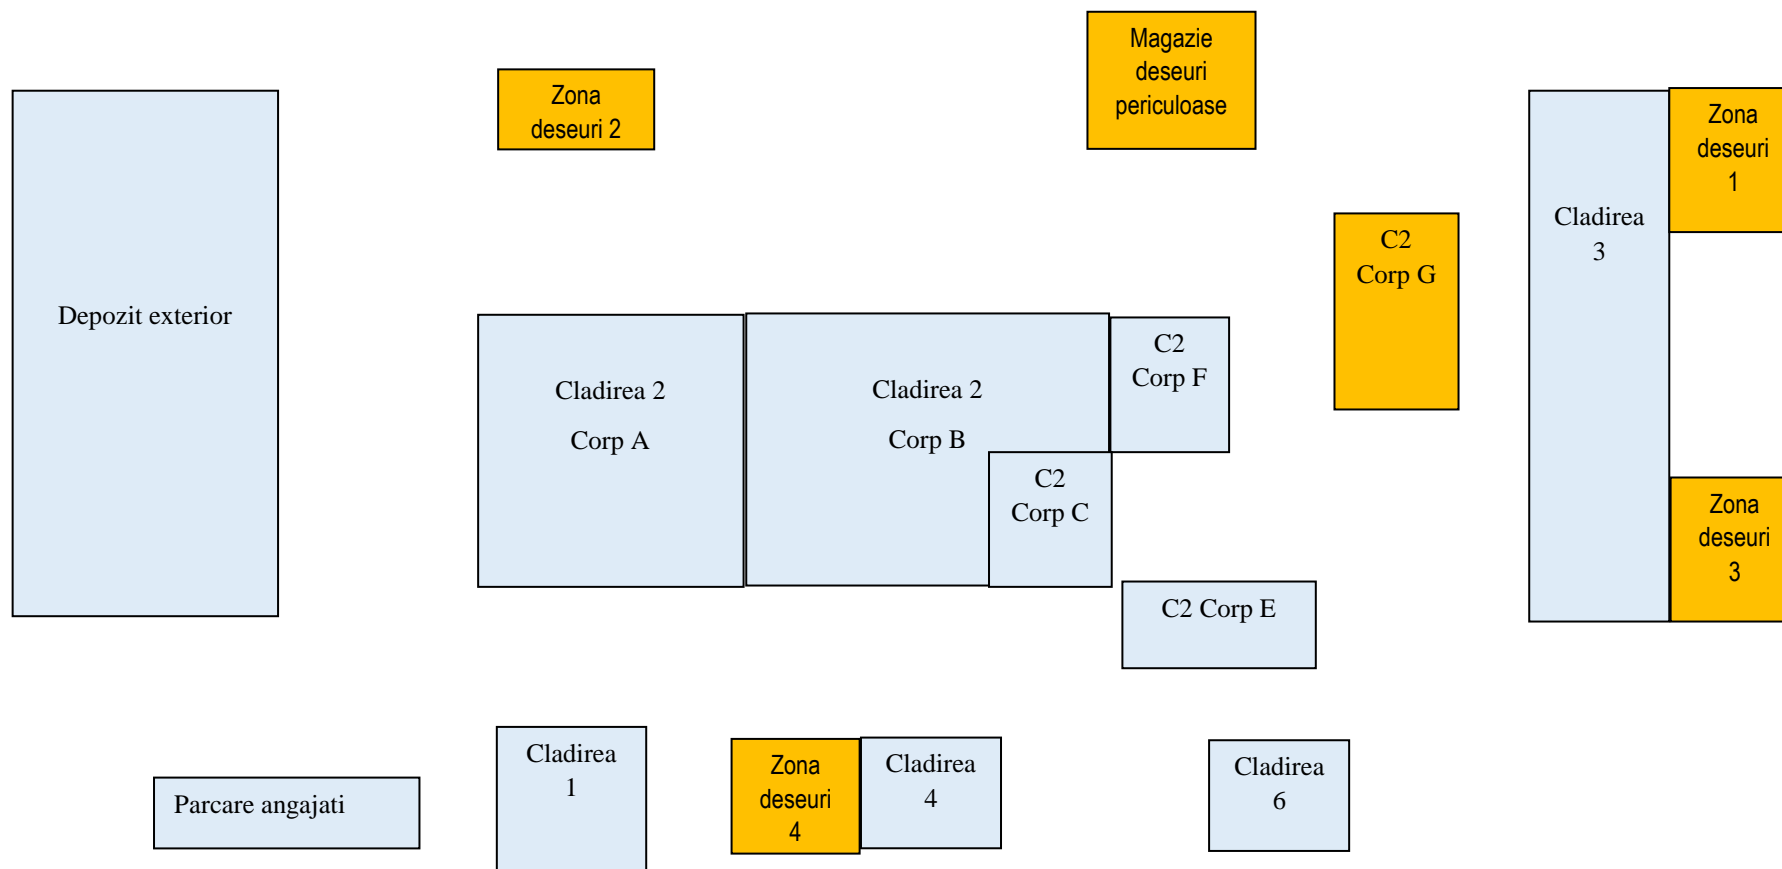 Magazie
deseuri
periculoase
Zona
deseuri 2
Zona
deseuri
1
Cladirea
3
C2
Corp G
Depozit exterior
Cladirea 2
Corp A
Cladirea 2
Corp B
C2
Corp F
C2
Corp C
Zona
deseuri
3
C2 Corp E
Cladirea
1
Zona
deseuri
4
Cladirea
4
Cladirea
6
Parcare angajati